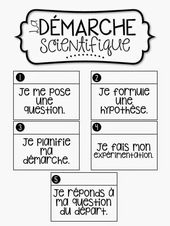 La
DÉMARCHE
scientifique
1
Je me pose
une
question.
2
Je formule
une
hypothèse.
3
Je planifie
ma
démarche.
4
Je fais mon
expérimentation.
5
Je réponds à
ma question
du départ.